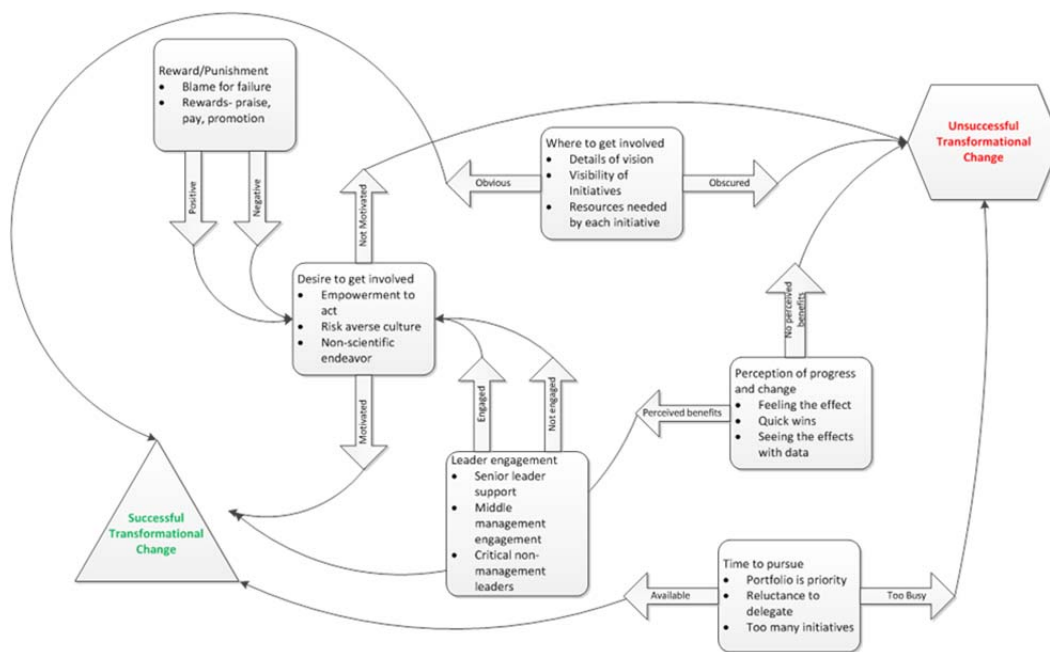 Reward/Punishment
• Blame for failure
• Rewards- praise,
pay, promotion
Positive
Negative
Not Motivated
Where to get involved
• Details of vision
• Visibility of
Initiatives
• Resources needed
by each initiative
Obvious
Obscured
Unsuccessful
Transformational
Change
Desire to get involved
• Empowerment to
act
• Risk averse culture
• Non-scientific
endeavor
Motivated
Engaged
Not engaged
No perceived
benefits
Perception of progress
and change
• Feeling the effect
• Quick wins
• Seeing the effects
with data
Perceived benefits
Leader engagement
• Senior leader
support
• Middle
management
engagement
• Critical non-
management
leaders
Successful
Transformational
Change
Time to pursue
• Portfolio is priority
• Reluctance to
delegate
• Too many initiatives
Available
Too Busy